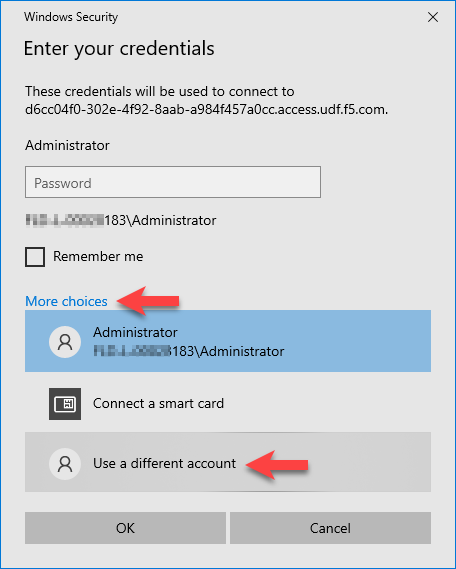 Windows Security
Enter your credentials
These credentials will be used to connect to
d6cc04f0-302e-4f92-8aab-a984f457a0cc.access.udf.f5.com.
Administrator
Password
183\Administrator
Remember me
More choices
Administrator
183\Administrator
Connect a smart card
Use a different account
OK
Cancel